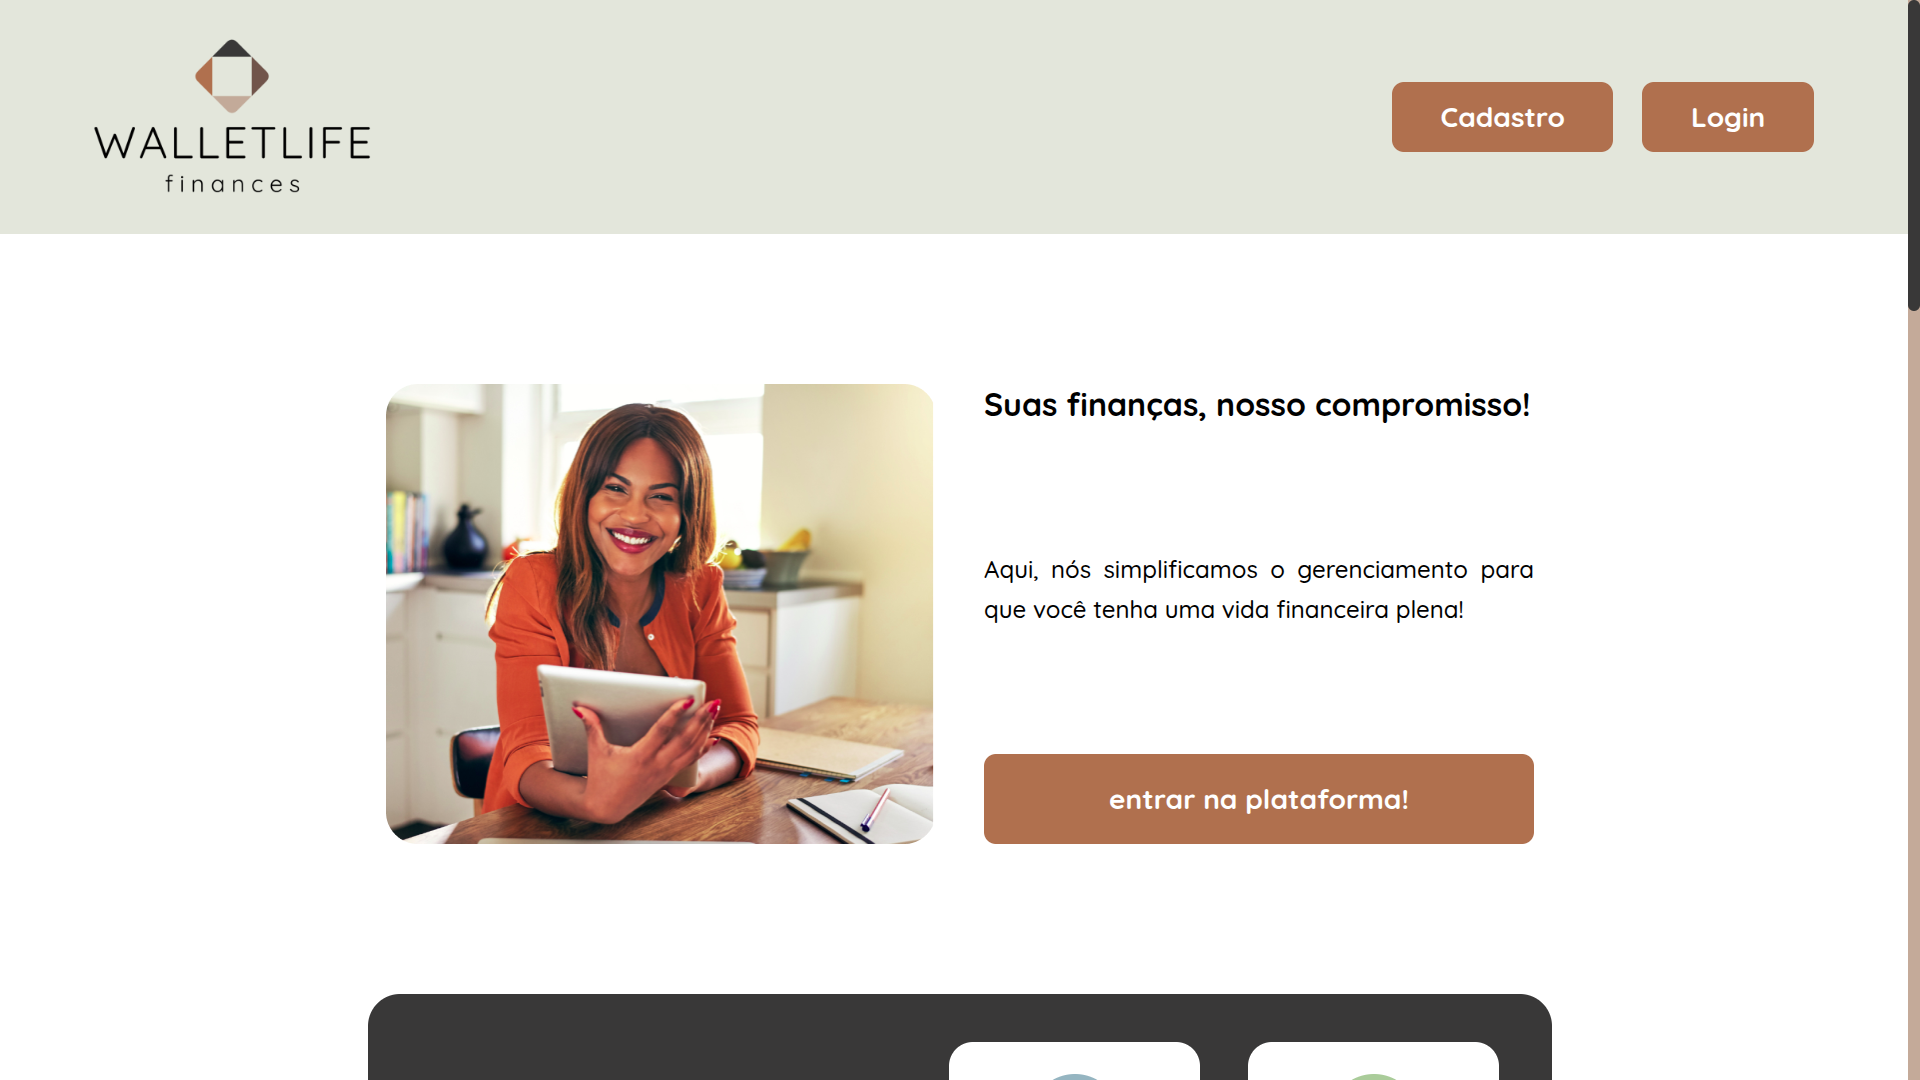 WALLETLIFE
finances
Cadastro
Login
Suas finanças, nosso compromisso!
Aqui, nós simplificamos o gerenciamento para
que você tenha uma vida financeira plena!
entrar na plataforma!